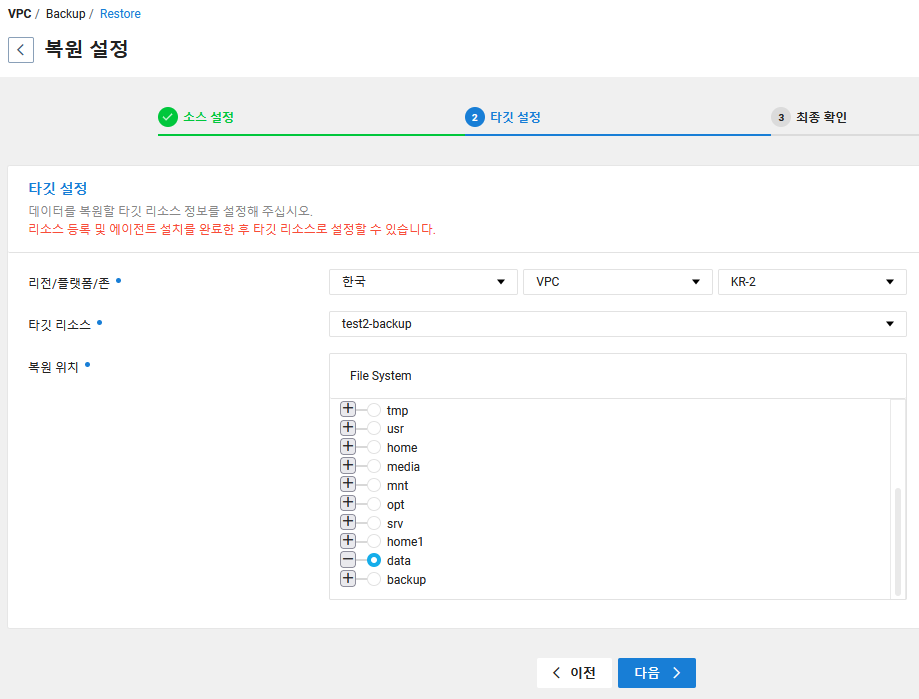 VPC / Backup / Restore
복원 설정
소스 설정
2 타깃 설정
3 최종 확인
타깃 설정
데이터를 복원할 타깃 리소스 정보를 설정해 주십시오.
리소스 등록 및 에이전트 설치를 완료한 후 타깃 리소스로 설정할 수 있습니다.
리전/플랫폼/존 한국 VPC KR-2
타깃 리소스 test2-backup
복원 위치
File System
tmp
usr
home
media
mnt
opt
srv
home1
data
backup
이전 다음